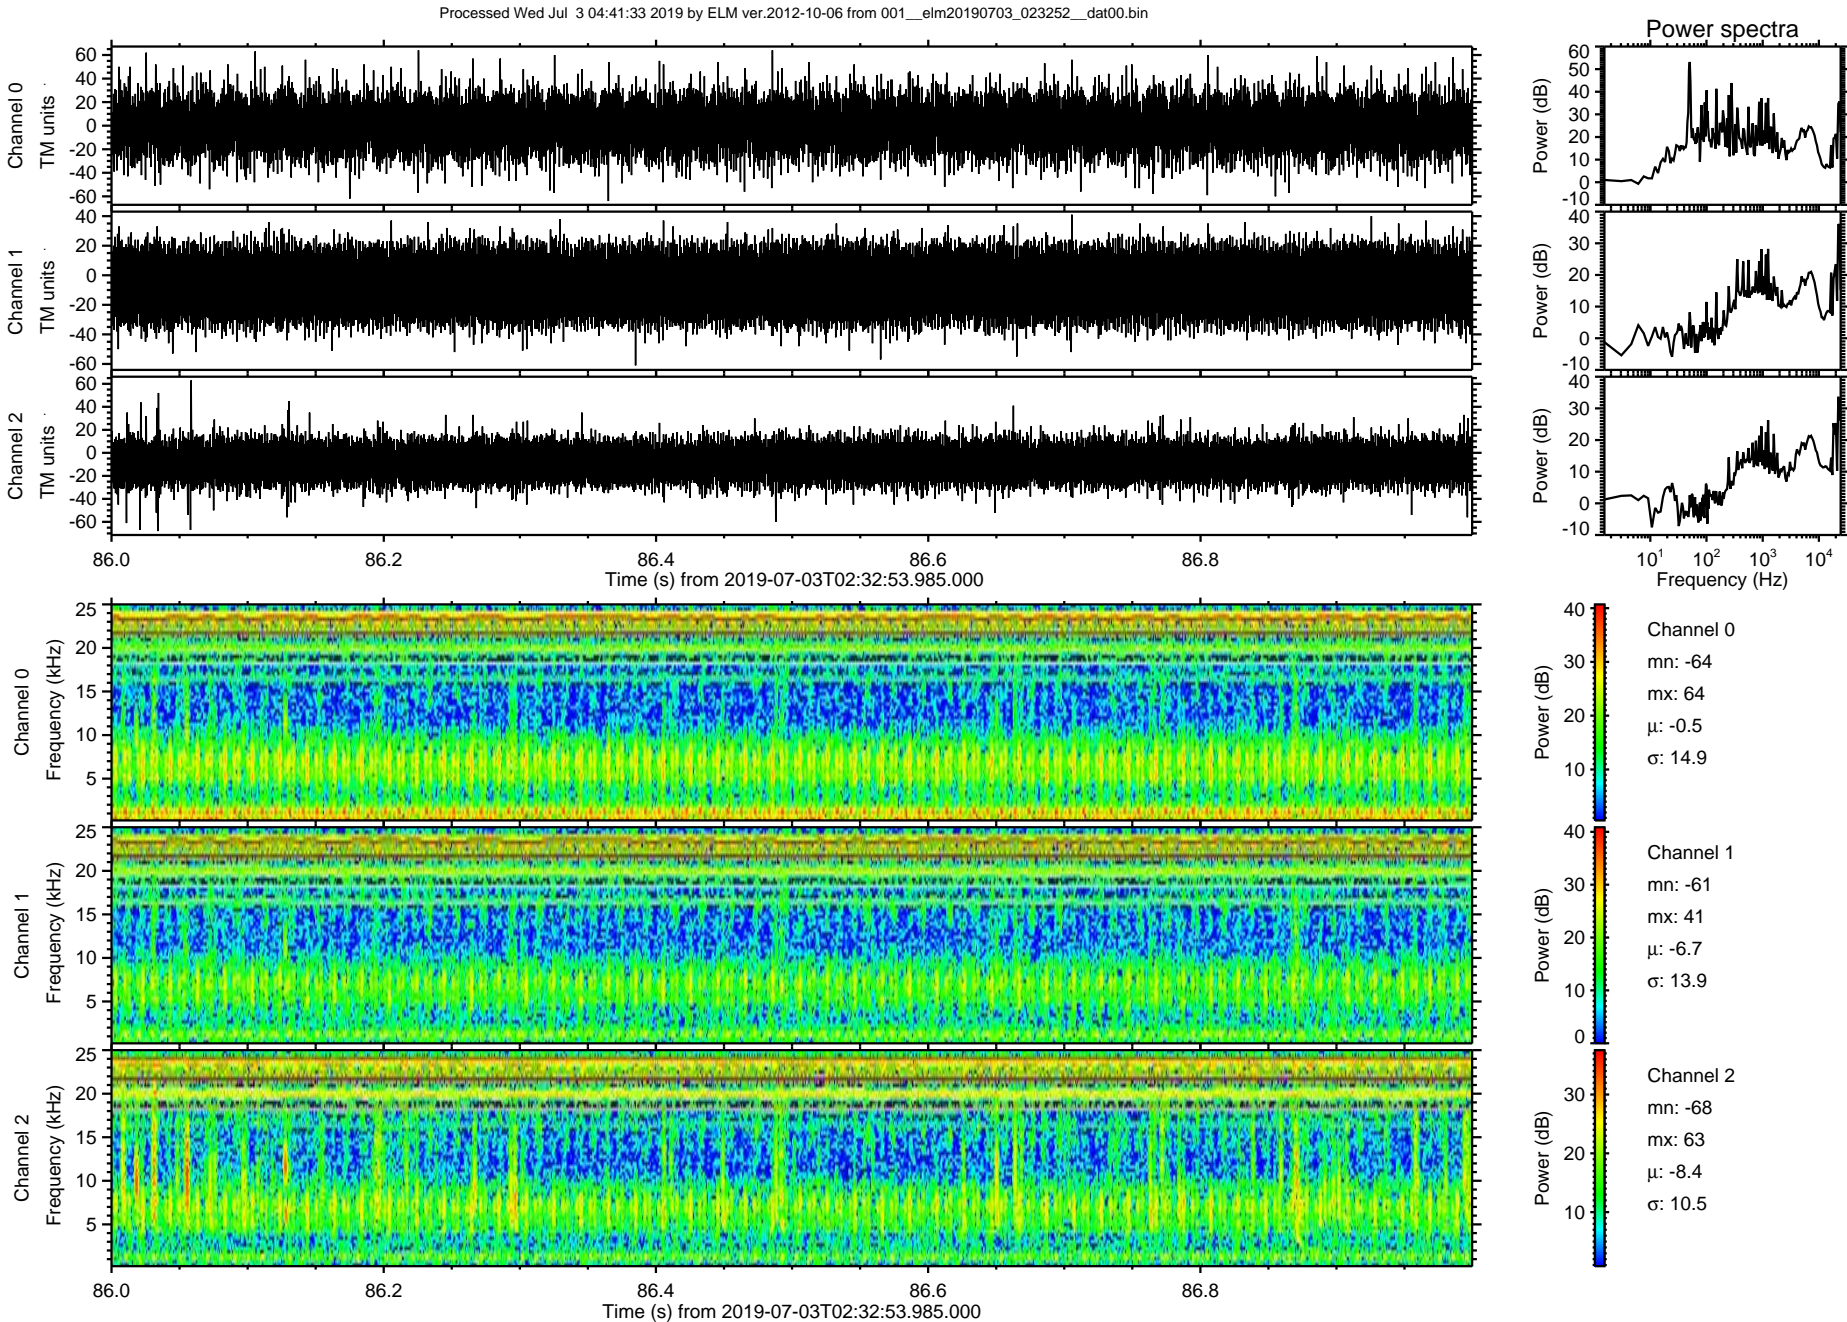 Processed Wed Jul  3 04:41:33 2019 by ELM ver.2012-10-06 from 001__elm20190703_023252__dat00.bin
Power spectra
Channel 0
TM units
60
40
20
0
-20
-40
-60
Power (dB)
60
50
40
30
20
10
0
-10
Channel 1
TM units
40
20
0
-20
-40
-60
Power (dB)
40
30
20
10
0
-10
Channel 2
TM units
60
40
20
0
-20
-40
-60
Power (dB)
40
30
20
10
0
-10
86.0 86.2 86.4 86.6 86.8
Time (s) from 2019-07-03T02:32:53.985.000
10¹ 10² 10³ 10⁴
Frequency (Hz)
Channel 0
Frequency (kHz)
25
20
15
10
5
Power (dB)
40
30
20
10
Channel 0
mn: -64
mx: 64
μ: -0.5
σ: 14.9
Channel 1
Frequency (kHz)
25
20
15
10
5
Power (dB)
40
30
20
10
0
Channel 1
mn: -61
mx: 41
μ: -6.7
σ: 13.9
Channel 2
Frequency (kHz)
25
20
15
10
5
Power (dB)
30
20
10
Channel 2
mn: -68
mx: 63
μ: -8.4
σ: 10.5
86.0 86.2 86.4 86.6 86.8
Time (s) from 2019-07-03T02:32:53.985.000